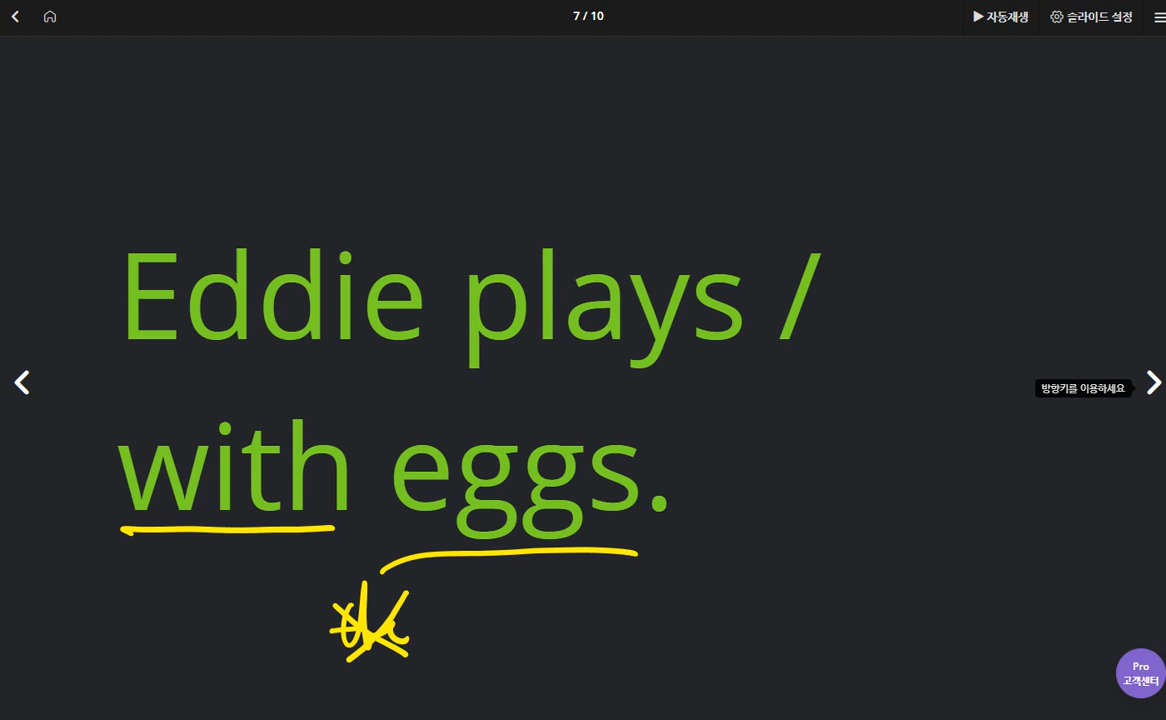 7 / 10
▶ 자동재생
슬라이드 설정
Eddie plays /
방향키를 이용하세요
with eggs.
Pro
고객센터